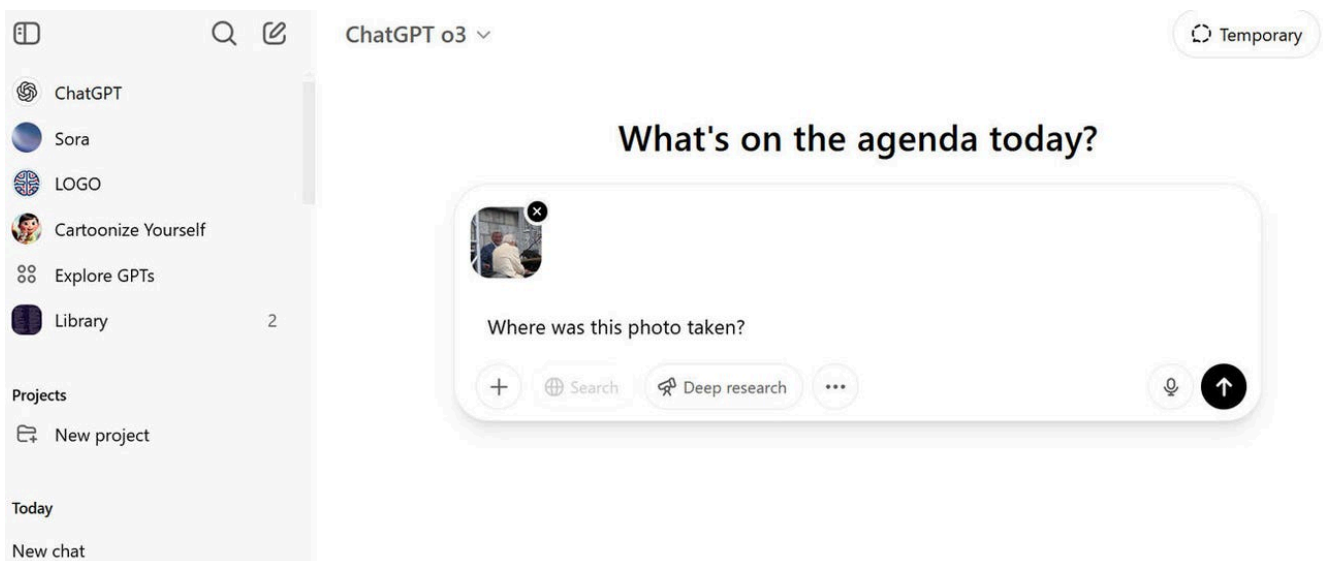 ChatGPT o3
Temporary
ChatGPT
Sora
LOGO
Cartoonize Yourself
Explore GPTs
Library 2
Projects
New project
Today
New chat
What's on the agenda today?
Where was this photo taken?
Search Deep research